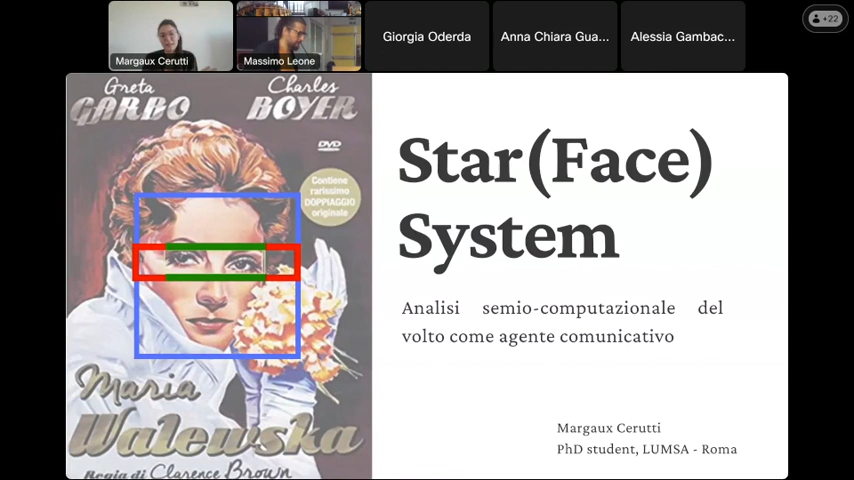 Margaux Cerutti
Massimo Leone
Giorgia Oderda
Anna Chiara Gua...
Alessia Gambac...
+22
Greta GARBO
Charles BOYER
DVD
Contiene
rarissimo
DOPPIAGGIO
originale
Maria
Walewska
Regia di Clarence Brown
Star(Face)
System
Analisi semio-computazionale del
volto come agente comunicativo
Margaux Cerutti
PhD student, LUMSA - Roma